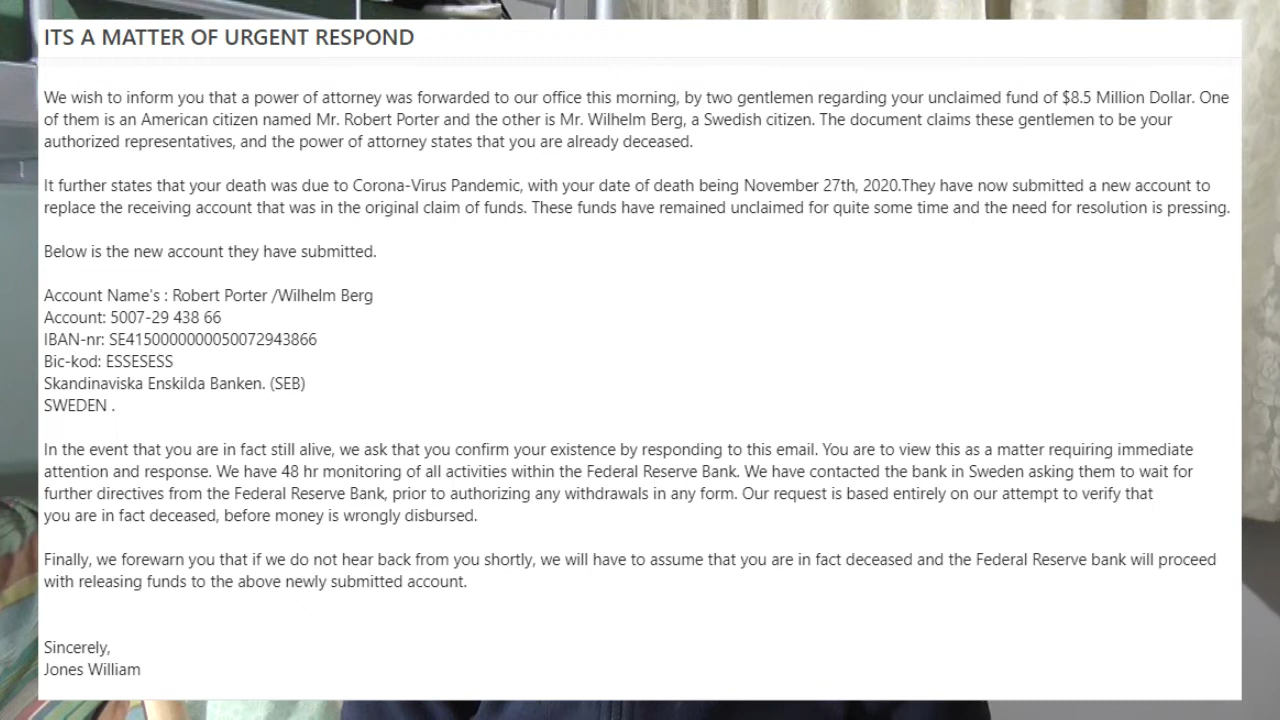 ITS A MATTER OF URGENT RESPOND
We wish to inform you that a power of attorney was forwarded to our office this morning, by two gentlemen regarding your unclaimed fund of $8.5 Million Dollar. One
of them is an American citizen named Mr. Robert Porter and the other is Mr. Wilhelm Berg, a Swedish citizen. The document claims these gentlemen to be your
authorized representatives, and the power of attorney states that you are already deceased.
It further states that your death was due to Corona-Virus Pandemic, with your date of death being November 27th, 2020.They have now submitted a new account to
replace the receiving account that was in the original claim of funds. These funds have remained unclaimed for quite some time and the need for resolution is pressing.
Below is the new account they have submitted.
Account Name's : Robert Porter /Wilhelm Berg
Account: 5007-29 438 66
IBAN-nr: SE4150000000050072943866
Bic-kod: ESSESESS
Skandinaviska Enskilda Banken. (SEB)
SWEDEN .
In the event that you are in fact still alive, we ask that you confirm your existence by responding to this email. You are to view this as a matter requiring immediate
attention and response. We have 48 hr monitoring of all activities within the Federal Reserve Bank. We have contacted the bank in Sweden asking them to wait for
further directives from the Federal Reserve Bank, prior to authorizing any withdrawals in any form. Our request is based entirely on our attempt to verify that
you are in fact deceased, before money is wrongly disbursed.
Finally, we forewarn you that if we do not hear back from you shortly, we will have to assume that you are in fact deceased and the Federal Reserve bank will proceed
with releasing funds to the above newly submitted account.
Sincerely,
Jones William